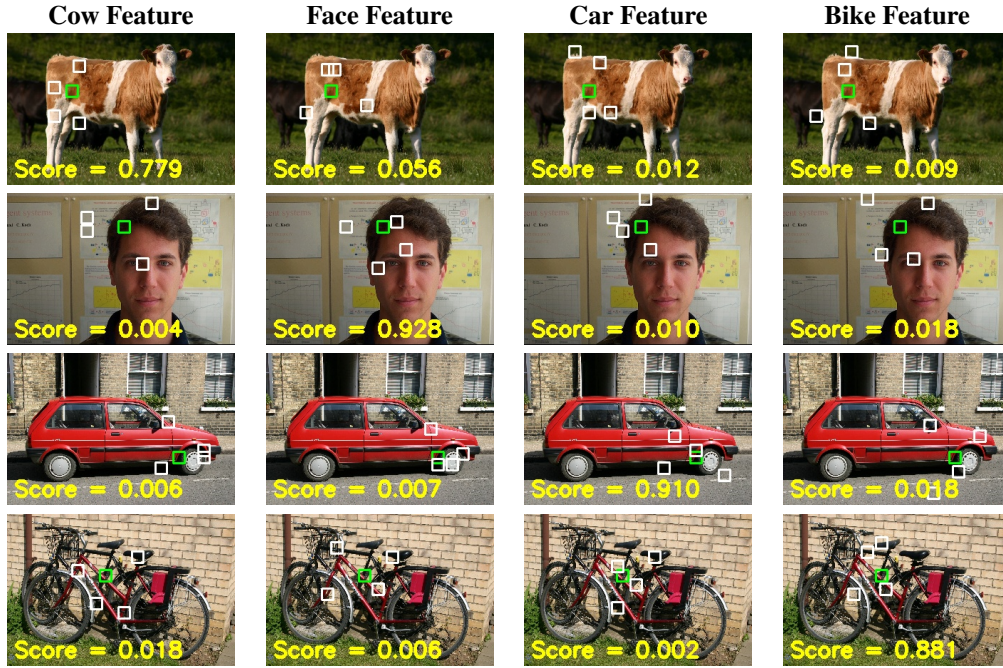 Cow Feature Face Feature Car Feature Bike Feature
Score = 0.779 Score = 0.056 Score = 0.012 Score = 0.009
Score = 0.004 Score = 0.928 Score = 0.010 Score = 0.018
Score = 0.006 Score = 0.007 Score = 0.910 Score = 0.018
Score = 0.018 Score = 0.006 Score = 0.002 Score = 0.881